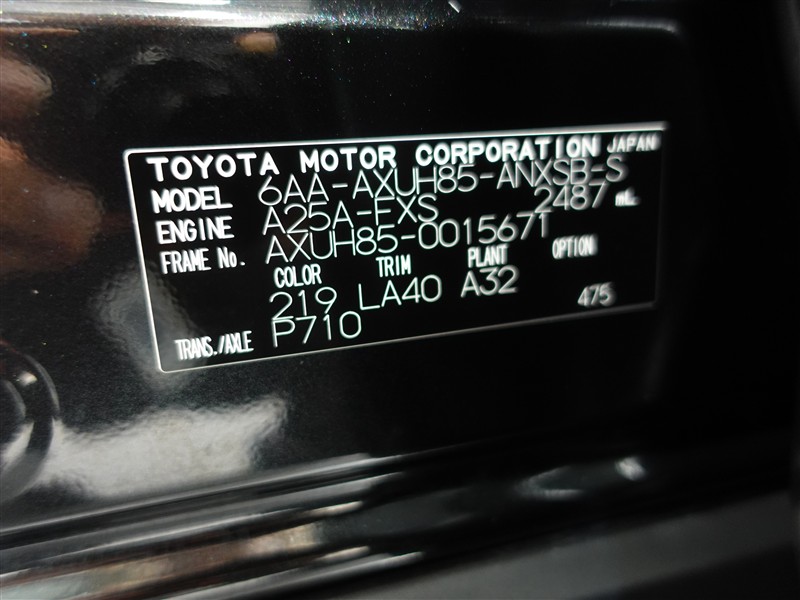 TOYOTA MOTOR CORPORATION JAPAN
MODEL 6AA-AXUH85-ANXSB-S
ENGINE A25A-FXS 2487 mL
FRAME No. AXUH85-0015671
COLOR TRIM PLANT OPTION
219 LA40 A32 475
TRANS./AXLE P710